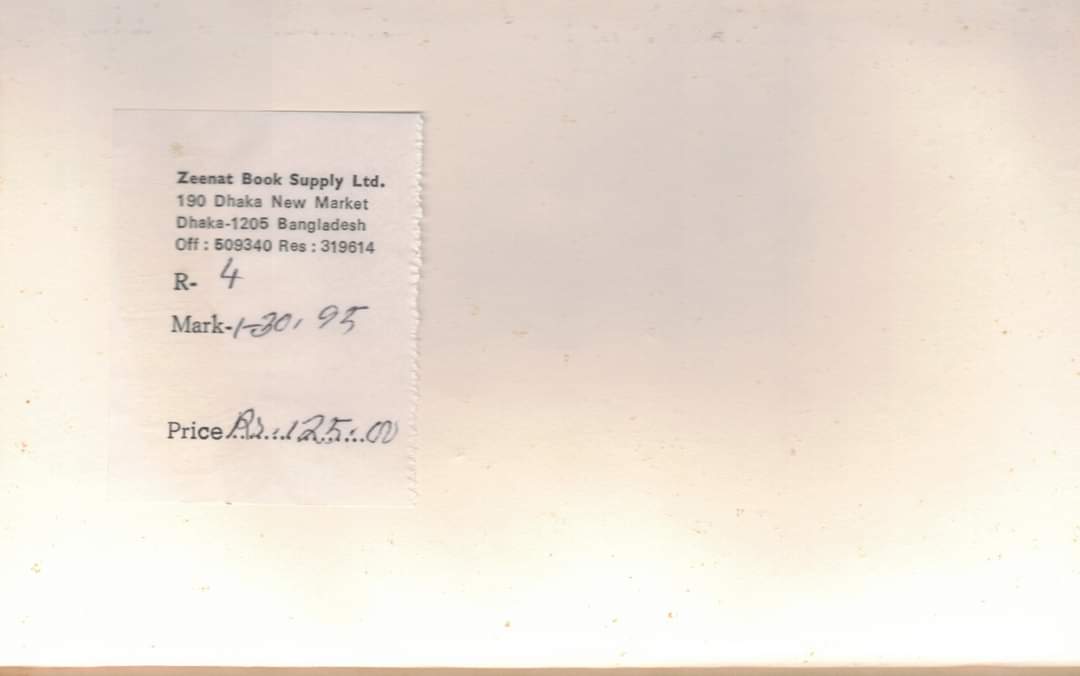 Zeenat Book Supply Ltd.
190 Dhaka New Market
Dhaka-1205 Bangladesh
Off : 509340 Res : 319614
R- 4
Mark-1-30, 95
Price Rs...125...00